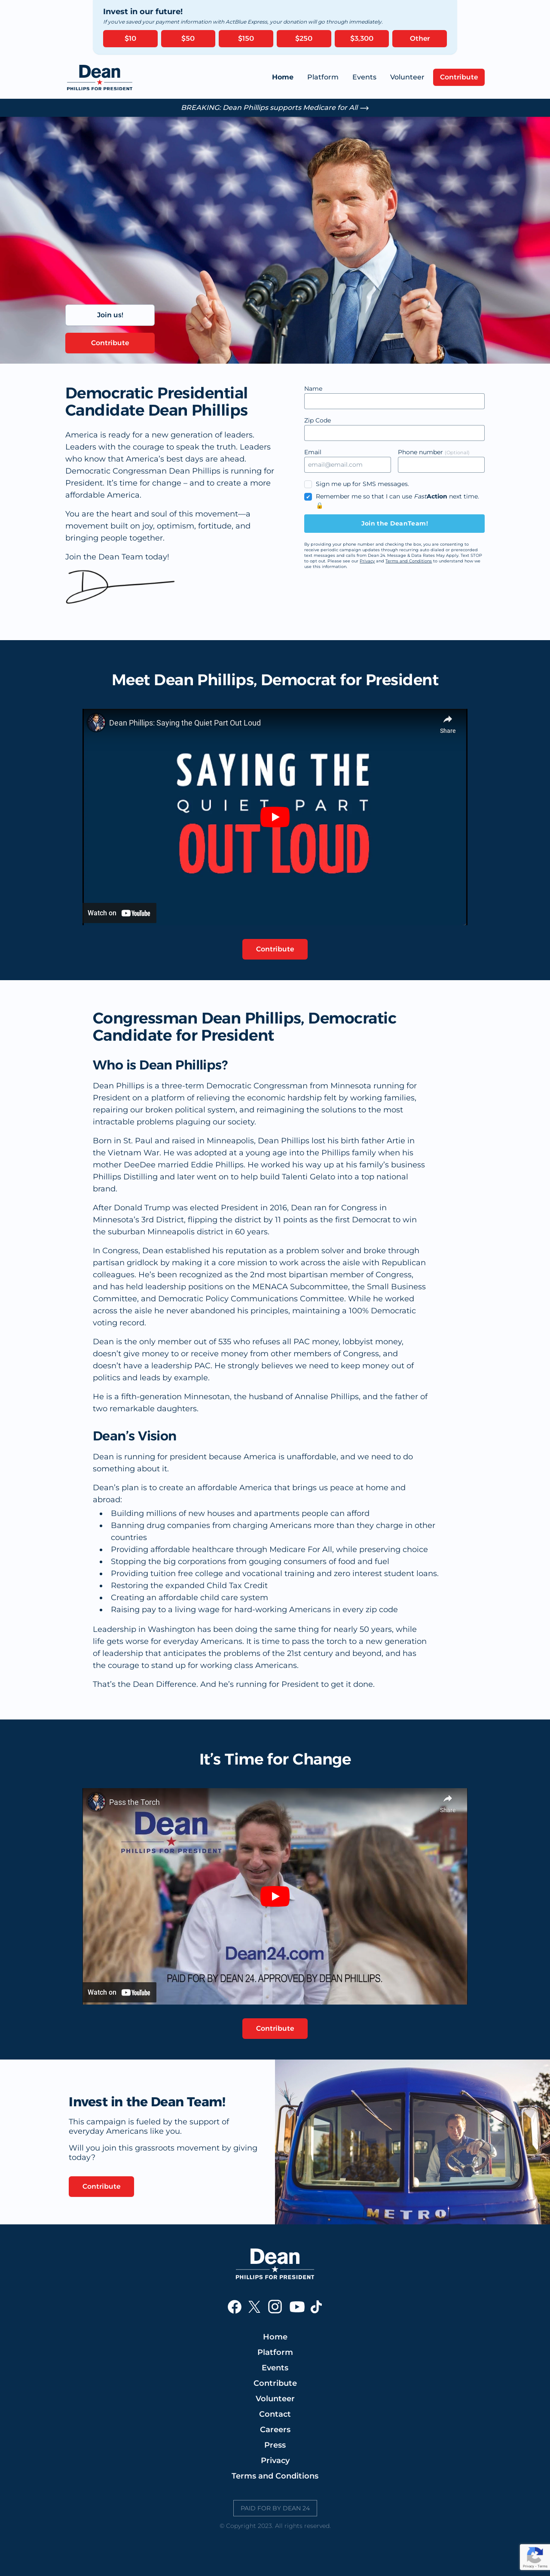 Invest in our future!
If you've saved your payment information with ActBlue Express, your donation will go through immediately.
$10
$50
$150
$250
$3,300
Other
Dean
PHILLIPS FOR PRESIDENT
Home
Platform
Events
Volunteer
Contribute
BREAKING: Dean Phillips supports Medicare for All ⟶
Join us!
Contribute
Democratic Presidential
Candidate Dean Phillips
America is ready for a new generation of leaders.
Leaders with the courage to speak the truth. Leaders
who know that America's best days are ahead.
Democratic Congressman Dean Phillips is running for
President. It's time for change – and to create a more
affordable America.
You are the heart and soul of this movement—a
movement built on joy, optimism, fortitude, and
bringing people together.
Join the Dean Team today!
Name
Zip Code
Email
Phone number (Optional)
email@email.com
Sign me up for SMS messages.
Remember me so that I can use FastAction next time.
🔒
Join the DeanTeam!
By providing your phone number and checking the box, you are consenting to
receive periodic campaign updates through recurring auto dialed or prerecorded
text messages and calls from Dean 24. Message & Data Rates May Apply. Text STOP
to opt out. Please see our Privacy and Terms and Conditions to understand how we
use this information.
Meet Dean Phillips, Democrat for President
Dean Phillips: Saying the Quiet Part Out Loud
Share
SAYING THE
QUIET PART
OUT LOUD
Watch on YouTube
Contribute
Congressman Dean Phillips, Democratic
Candidate for President
Who is Dean Phillips?
Dean Phillips is a three-term Democratic Congressman from Minnesota running for
President on a platform of relieving the economic hardship felt by working families,
repairing our broken political system, and reimagining the solutions to the most
intractable problems plaguing our society.
Born in St. Paul and raised in Minneapolis, Dean Phillips lost his birth father Artie in
the Vietnam War. He was adopted at a young age into the Phillips family when his
mother DeeDee married Eddie Phillips. He worked his way up at his family's business
Phillips Distilling and later went on to help build Talenti Gelato into a top national
brand.
After Donald Trump was elected President in 2016, Dean ran for Congress in
Minnesota's 3rd District, flipping the district by 11 points as the first Democrat to win
the suburban Minneapolis district in 60 years.
In Congress, Dean established his reputation as a problem solver and broke through
partisan gridlock by making it a core mission to work across the aisle with Republican
colleagues. He's been recognized as the 2nd most bipartisan member of Congress,
and has held leadership positions on the MENACA Subcommittee, the Small Business
Committee, and Democratic Policy Communications Committee. While he worked
across the aisle he never abandoned his principles, maintaining a 100% Democratic
voting record.
Dean is the only member out of 535 who refuses all PAC money, lobbyist money,
doesn't give money to or receive money from other members of Congress, and
doesn't have a leadership PAC. He strongly believes we need to keep money out of
politics and leads by example.
He is a fifth-generation Minnesotan, the husband of Annalise Phillips, and the father of
two remarkable daughters.
Dean's Vision
Dean is running for president because America is unaffordable, and we need to do
something about it.
Dean's plan is to create an affordable America that brings us peace at home and
abroad:
• Building millions of new houses and apartments people can afford
• Banning drug companies from charging Americans more than they charge in other
countries
• Providing affordable healthcare through Medicare For All, while preserving choice
• Stopping the big corporations from gouging consumers of food and fuel
• Providing tuition free college and vocational training and zero interest student loans.
• Restoring the expanded Child Tax Credit
• Creating an affordable child care system
• Raising pay to a living wage for hard-working Americans in every zip code
Leadership in Washington has been doing the same thing for nearly 50 years, while
life gets worse for everyday Americans. It is time to pass the torch to a new generation
of leadership that anticipates the problems of the 21st century and beyond, and has
the courage to stand up for working class Americans.
That's the Dean Difference. And he's running for President to get it done.
It's Time for Change
Pass the Torch
Share
Dean
PHILLIPS FOR PRESIDENT
Dean24.com
PAID FOR BY DEAN 24. APPROVED BY DEAN PHILLIPS.
Watch on YouTube
Contribute
Invest in the Dean Team!
This campaign is fueled by the support of
everyday Americans like you.
Will you join this grassroots movement by giving
today?
Contribute
METRO
Dean
PHILLIPS FOR PRESIDENT
Home
Platform
Events
Contribute
Volunteer
Contact
Careers
Press
Privacy
Terms and Conditions
PAID FOR BY DEAN 24
© Copyright 2023. All rights reserved
Privacy - Terms